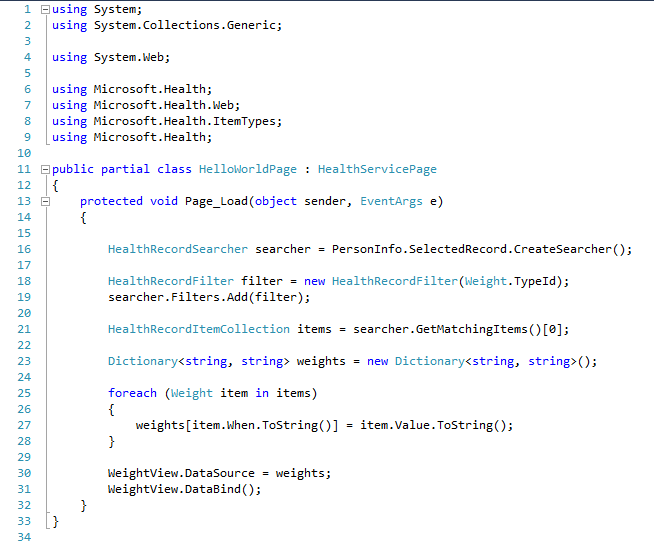 1 using System;
2 using System.Collections.Generic;
3
4 using System.Web;
5
6 using Microsoft.Health;
7 using Microsoft.Health.Web;
8 using Microsoft.Health.ItemTypes;
9 using Microsoft.Health;
10
11 public partial class HelloWorldPage : HealthServicePage
12 {
13     protected void Page_Load(object sender, EventArgs e)
14     {
15
16         HealthRecordSearcher searcher = PersonInfo.SelectedRecord.CreateSearcher();
17
18         HealthRecordFilter filter = new HealthRecordFilter(Weight.TypeId);
19         searcher.Filters.Add(filter);
20
21         HealthRecordItemCollection items = searcher.GetMatchingItems()[0];
22
23         Dictionary<string, string> weights = new Dictionary<string, string>();
24
25         foreach (Weight item in items)
26         {
27             weights[item.When.ToString()] = item.Value.ToString();
28         }
29
30         WeightView.DataSource = weights;
31         WeightView.DataBind();
32     }
33 }
34